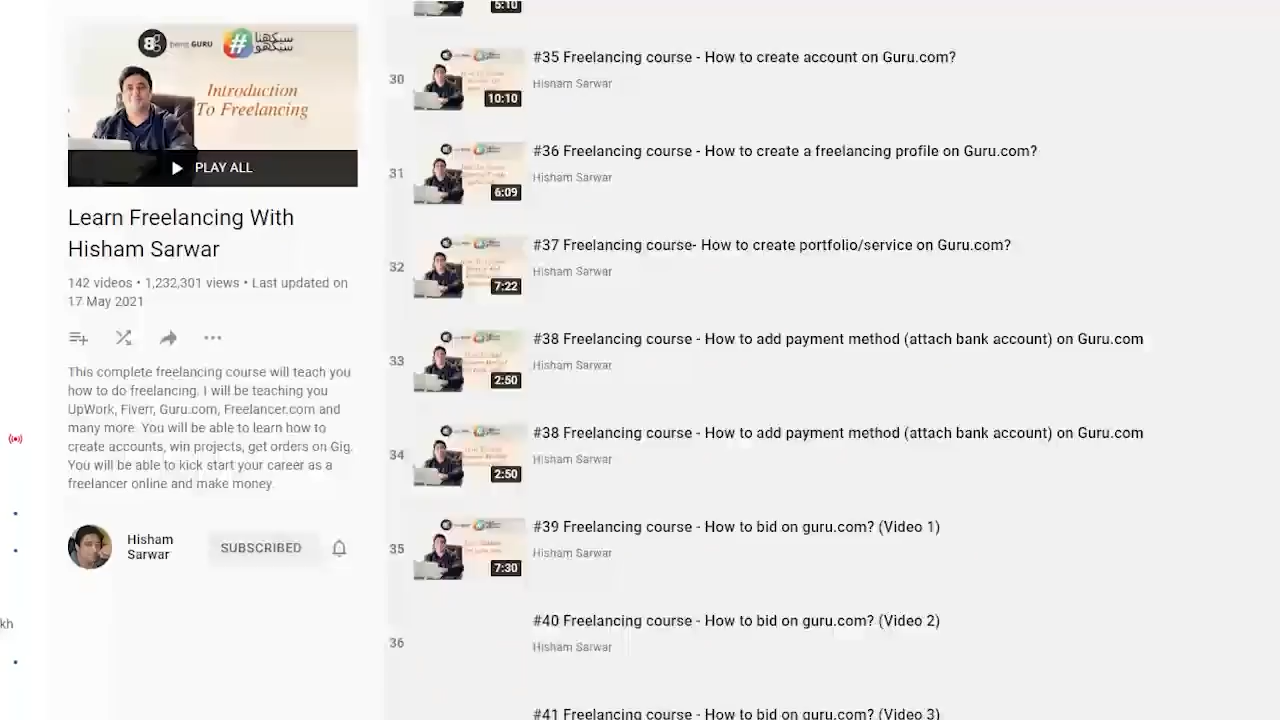 being GURU
#
سیکھنا
سیکھو
Introduction
To Freelancing
PLAY ALL
Learn Freelancing With
Hisham Sarwar
142 videos • 1,232,301 views • Last updated on
17 May 2021
This complete freelancing course will teach you
how to do freelancing. I will be teaching you
UpWork, Fiverr, Guru.com, Freelancer.com and
many more. You will be able to learn how to
create accounts, win projects, get orders on Gig.
You will be able to kick start your career as a
freelancer online and make money.
Hisham
Sarwar
SUBSCRIBED
kh
5:10
30
10:10
#35 Freelancing course - How to create account on Guru.com?
Hisham Sarwar
31
6:09
#36 Freelancing course - How to create a freelancing profile on Guru.com?
Hisham Sarwar
32
7:22
#37 Freelancing course- How to create portfolio/service on Guru.com?
Hisham Sarwar
33
2:50
#38 Freelancing course - How to add payment method (attach bank account) on Guru.com
Hisham Sarwar
34
2:50
#38 Freelancing course - How to add payment method (attach bank account) on Guru.com
Hisham Sarwar
35
7:30
#39 Freelancing course - How to bid on guru.com? (Video 1)
Hisham Sarwar
36
#40 Freelancing course - How to bid on guru.com? (Video 2)
Hisham Sarwar
#41 Freelancing course - How to bid on guru.com? (Video 3)